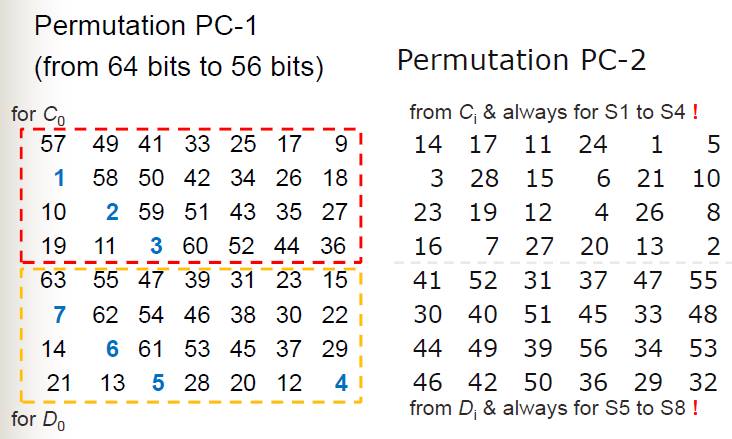 Permutation PC-1
(from 64 bits to 56 bits)
for C0
57 49 41 33 25 17 9
1 58 50 42 34 26 18
10 2 59 51 43 35 27
19 11 3 60 52 44 36
63 55 47 39 31 23 15
7 62 54 46 38 30 22
14 6 61 53 45 37 29
21 13 5 28 20 12 4
for D0
Permutation PC-2
from Ci & always for S1 to S4 !
14 17 11 24 1 5
3 28 15 6 21 10
23 19 12 4 26 8
16 7 27 20 13 2
41 52 31 37 47 55
30 40 51 45 33 48
44 49 39 56 34 53
46 42 50 36 29 32
from Di & always for S5 to S8 !